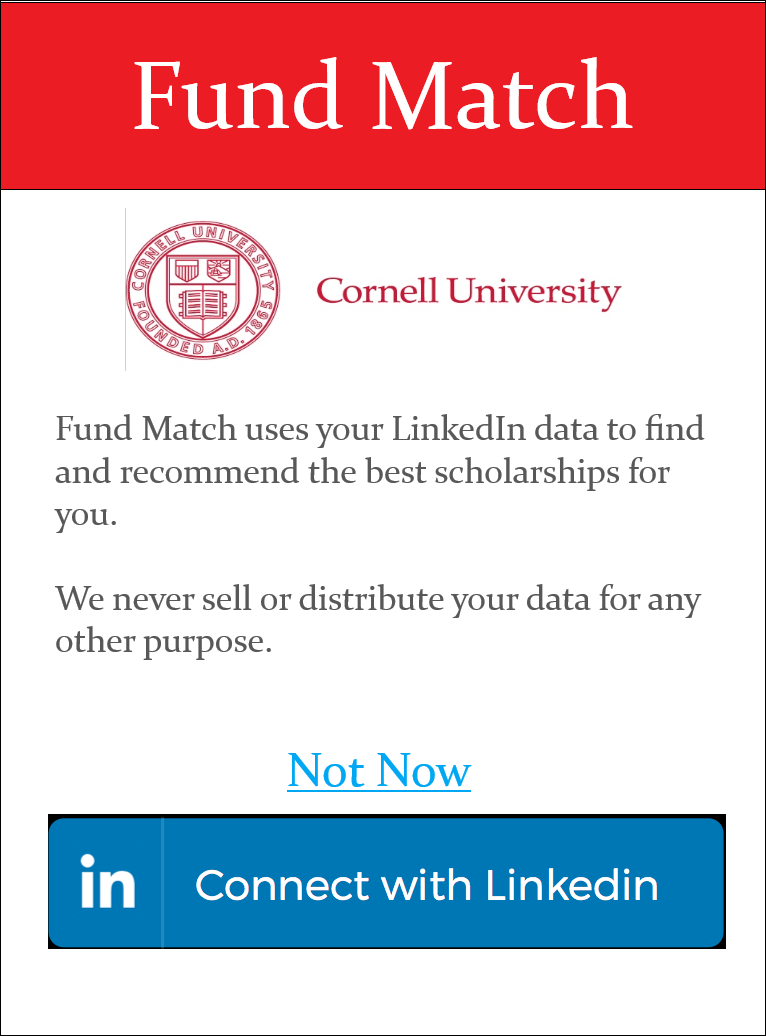 Fund Match
CORNELL UNIVERSITY
FOUNDED A.D. 1865
Cornell University
Fund Match uses your LinkedIn data to find
and recommend the best scholarships for
you.
We never sell or distribute your data for any
other purpose.
Not Now
in
Connect with Linkedin